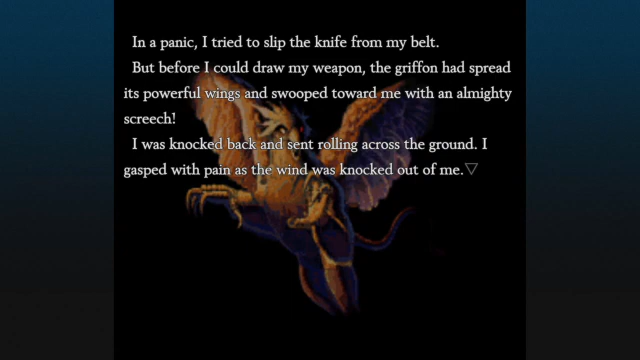 In a panic, I tried to slip the knife from my belt.
But before I could draw my weapon, the griffon had spread
its powerful wings and swooped toward me with an almighty
screech!
I was knocked back and sent rolling across the ground. I
gasped with pain as the wind was knocked out of me.▽